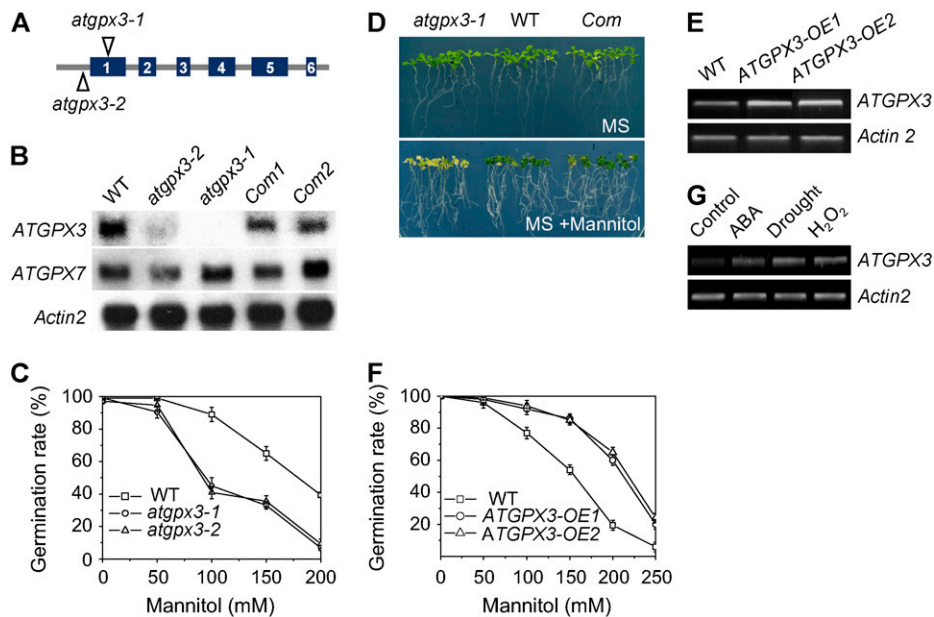 A
atgpx3-1
1 2 3 4 5 6
atgpx3-2
B
WT atgpx3-2 atgpx3-1 Com1 Com2
ATGPX3
ATGPX7
Actin2
C
Germination rate (%)
100
80
60
40
20
0
WT
atgpx3-1
atgpx3-2
0 50 100 150 200
Mannitol (mM)
D
atgpx3-1 WT Com
MS
MS +Mannitol
E
WT ATGPX3-OE1 ATGPX3-OE2
ATGPX3
Actin 2
G
Control ABA Drought H₂O₂
ATGPX3
Actin2
F
Germination rate (%)
100
80
60
40
20
WT
ATGPX3-OE1
ATGPX3-OE2
0 50 100 150 200 250
Mannitol (mM)